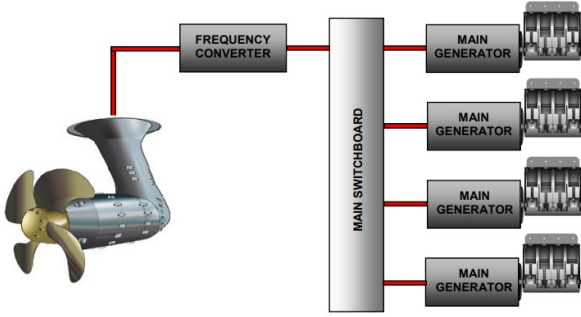 FREQUENCY
CONVERTER
MAIN SWITCHBOARD
MAIN
GENERATOR
MAIN
GENERATOR
MAIN
GENERATOR
MAIN
GENERATOR